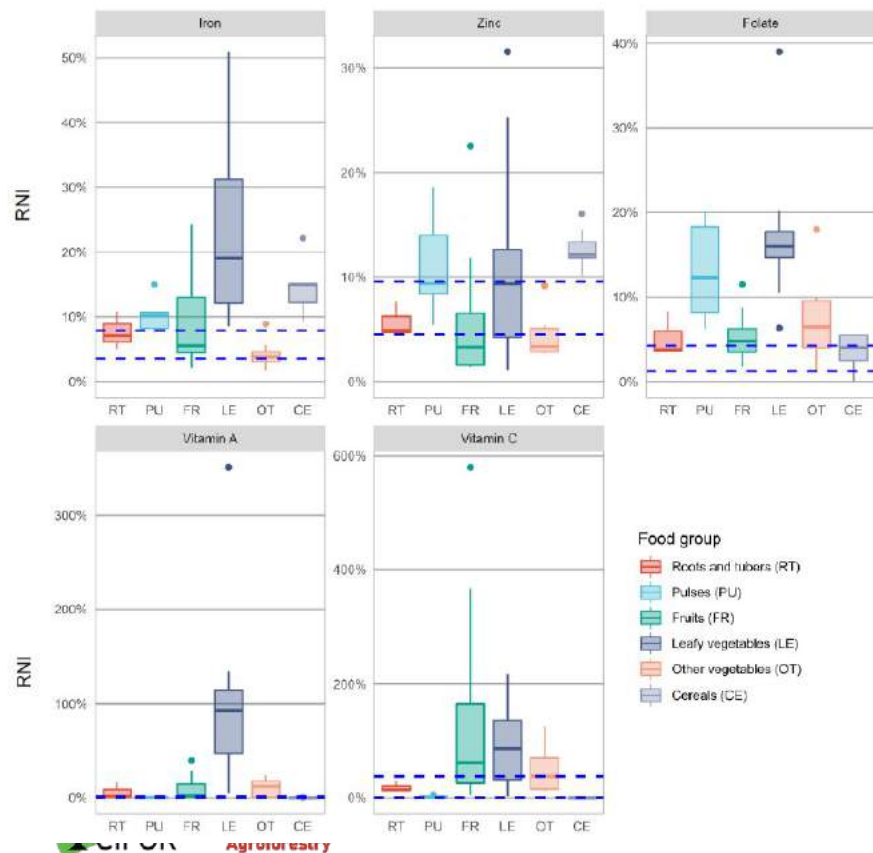 Iron
Zinc
Folate
RNI
50%
40%
30%
20%
10%
0%
30%
20%
10%
0%
40%
30%
20%
10%
0%
RT PU FR LE OT CE
RT PU FR LE OT CE
RT PU FR LE OT CE
Vitamin A
Vitamin C
RNI
300%
200%
100%
0%
600%
400%
200%
0%
RT PU FR LE OT CE
RT PU FR LE OT CE
Food group
Roots and tubers (RT)
Pulses (PU)
Fruits (FR)
Leafy vegetables (LE)
Other vegetables (OT)
Cereals (CE)
CIFOR
Agroforestry